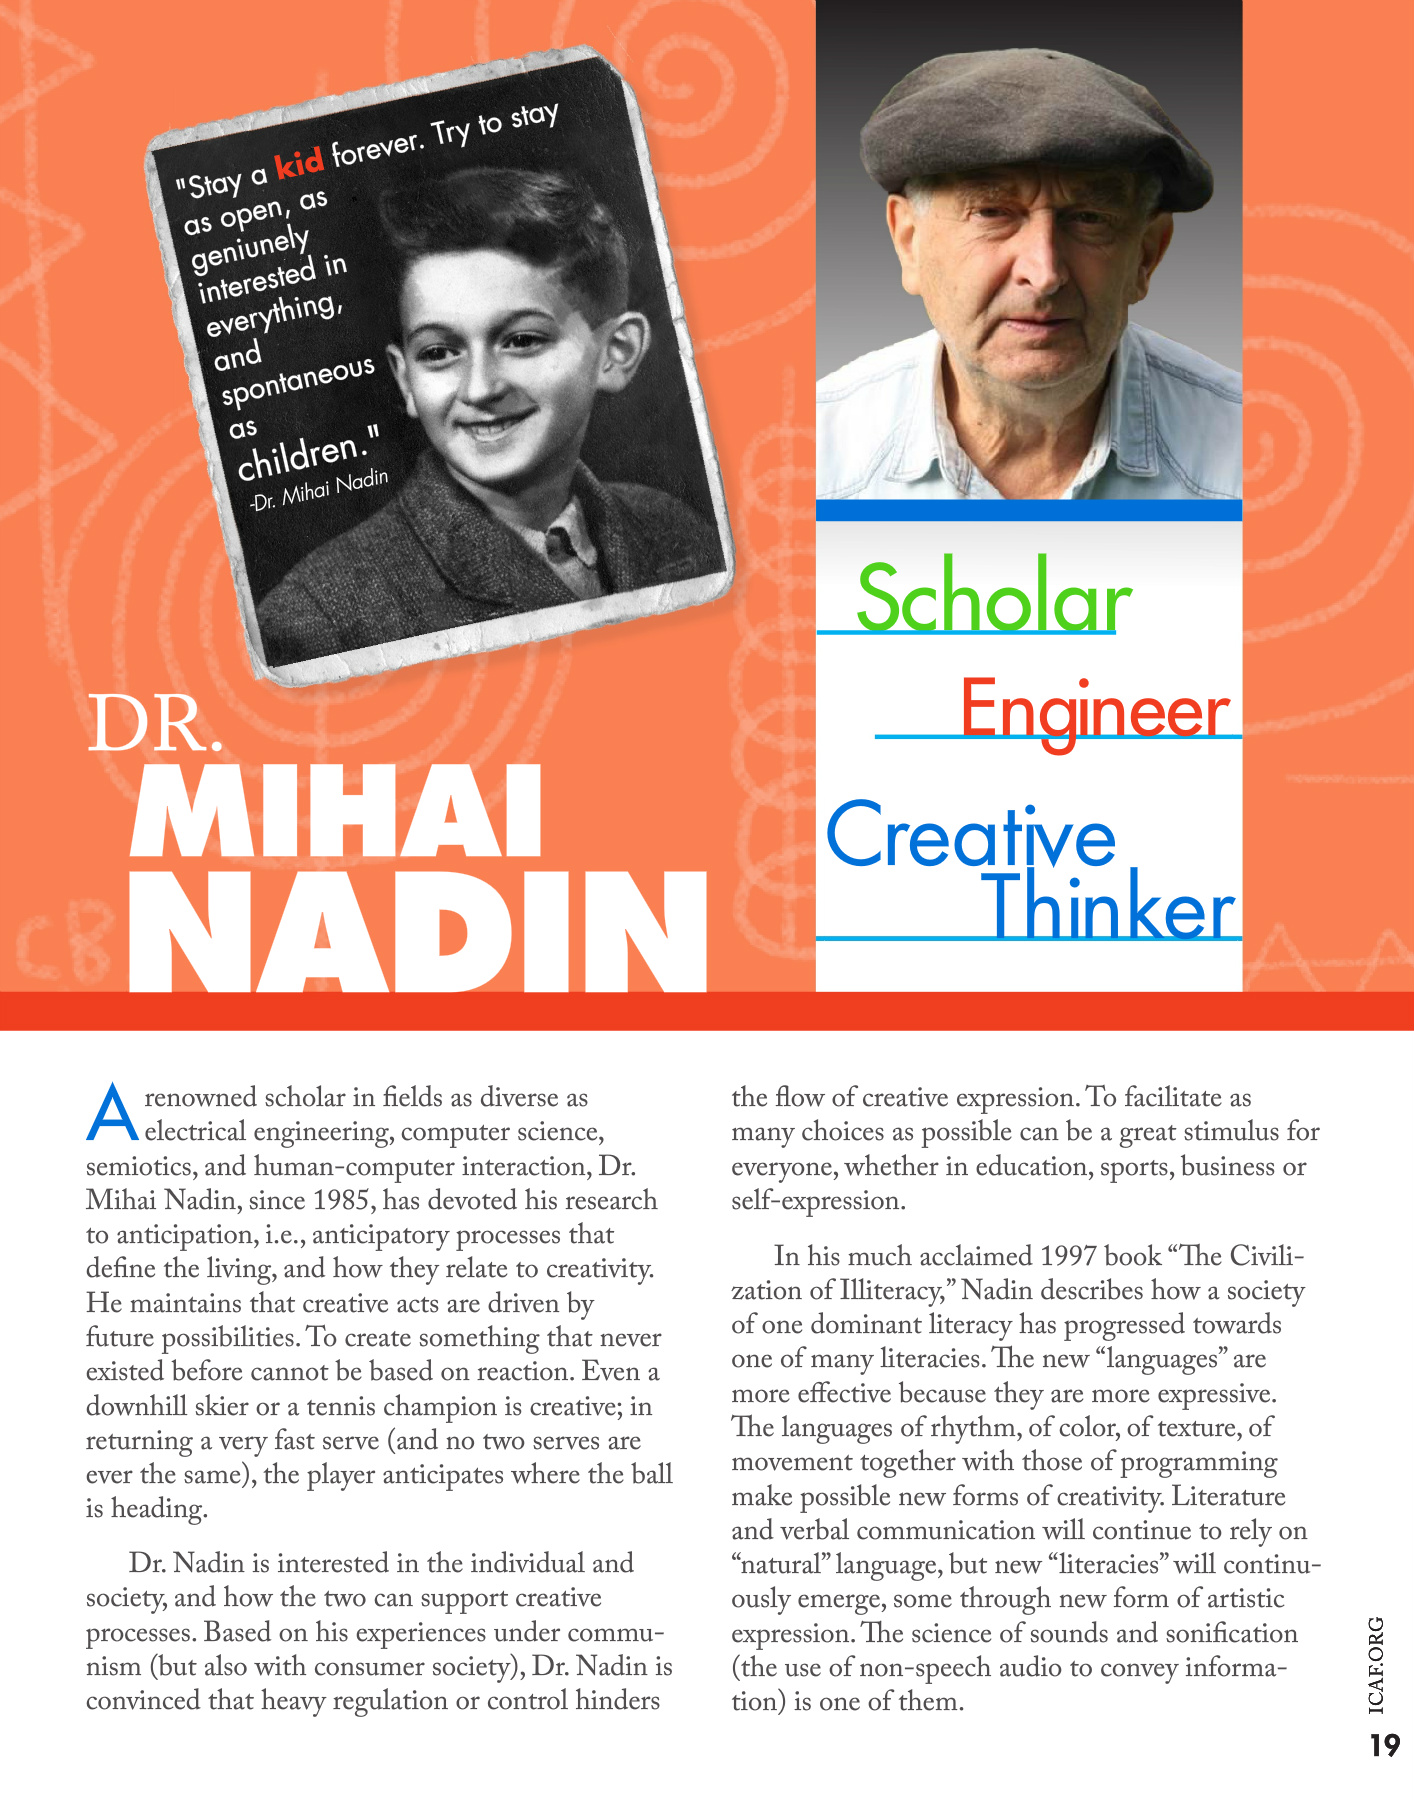 "Stay a kid forever. Try to stay
as open, as
geniunely
interested in
everything,
and
spontaneous
as
children."
-Dr. Mihai Nadin
DR.
MIHAI
NADIN
Scholar
Engineer
Creative
Thinker
A renowned scholar in fields as diverse as
electrical engineering, computer science,
semiotics, and human-computer interaction, Dr.
Mihai Nadin, since 1985, has devoted his research
to anticipation, i.e., anticipatory processes that
define the living, and how they relate to creativity.
He maintains that creative acts are driven by
future possibilities. To create something that never
existed before cannot be based on reaction. Even a
downhill skier or a tennis champion is creative; in
returning a very fast serve (and no two serves are
ever the same), the player anticipates where the ball
is heading.
Dr. Nadin is interested in the individual and
society, and how the two can support creative
processes. Based on his experiences under commu-
nism (but also with consumer society), Dr. Nadin is
convinced that heavy regulation or control hinders
the flow of creative expression. To facilitate as
many choices as possible can be a great stimulus for
everyone, whether in education, sports, business or
self-expression.
In his much acclaimed 1997 book “The Civili-
zation of Illiteracy,” Nadin describes how a society
of one dominant literacy has progressed towards
one of many literacies. The new “languages” are
more effective because they are more expressive.
The languages of rhythm, of color, of texture, of
movement together with those of programming
make possible new forms of creativity. Literature
and verbal communication will continue to rely on
“natural” language, but new “literacies” will continu-
ously emerge, some through new form of artistic
expression. The science of sounds and sonification
(the use of non-speech audio to convey informa-
tion) is one of them.
ICAF.ORG
19